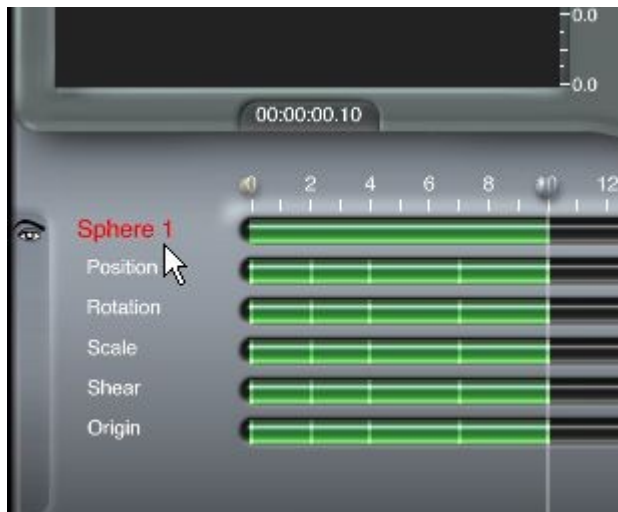 0.0
0.0
00:00:00.10
0 2 4 6 8 10 12
Sphere 1
Position
Rotation
Scale
Shear
Origin